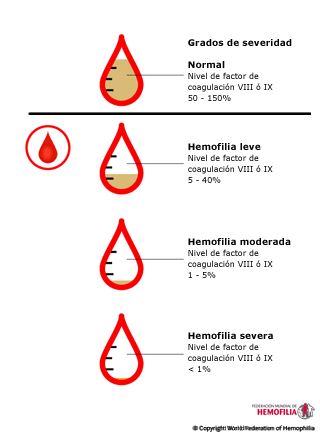 Grados de severidad
Normal
Nivel de factor de
coagulación VIII ó IX
50 - 150%
Hemofilia leve
Nivel de factor de
coagulación VIII ó IX
5 - 40%
Hemofilia moderada
Nivel de factor de
coagulación VIII ó IX
1 - 5%
Hemofilia severa
Nivel de factor de
coagulación VIII ó IX
< 1%
FEDERACIÓN MUNDIAL DE
HEMOFILIA
© Copyright World Federation of Hemophilia